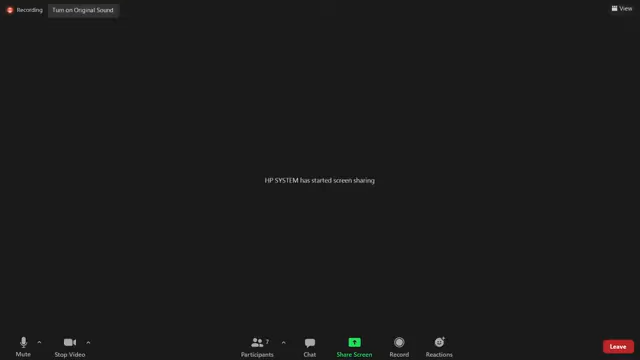 Recording
Turn on Original Sound
View
HP SYSTEM has started screen sharing
Mute
Stop Video
Participants
7
Chat
Share Screen
Record
Reactions
Leave